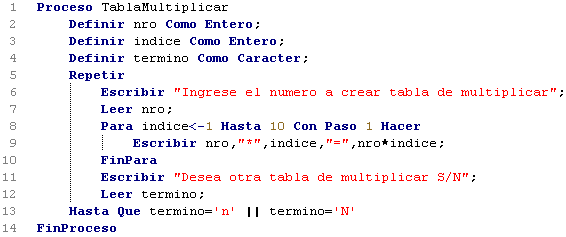 1 Proceso TablaMultiplicar
2 Definir nro Como Entero;
3 Definir indice Como Entero;
4 Definir termino Como Caracter;
5 Repetir
6 Escribir "Ingrese el numero a crear tabla de multiplicar";
7 Leer nro;
8 Para indice<-1 Hasta 10 Con Paso 1 Hacer
9 Escribir nro,"*",indice,"=",nro*indice;
10 FinPara
11 Escribir "Desea otra tabla de multiplicar S/N";
12 Leer termino;
13 Hasta Que termino='n' || termino='N'
14 FinProceso